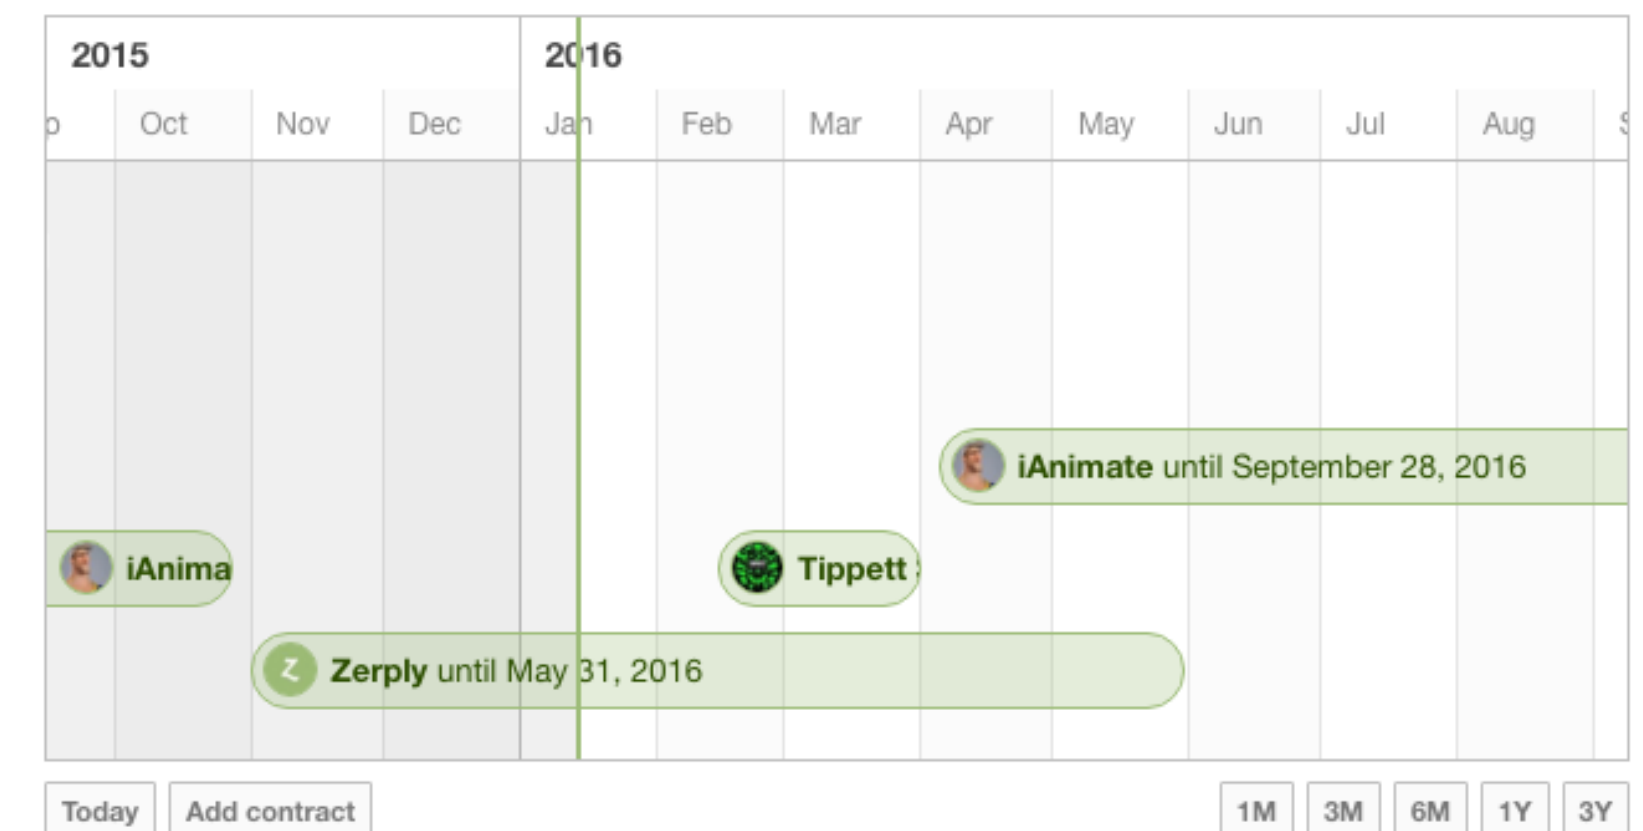 2015 2016
Oct Nov Dec Jan Feb Mar Apr May Jun Jul Aug
iAnimate until September 28, 2016
iAnima Tippett
Z Zerply until May 31, 2016
Today Add contract 1M 3M 6M 1Y 3Y